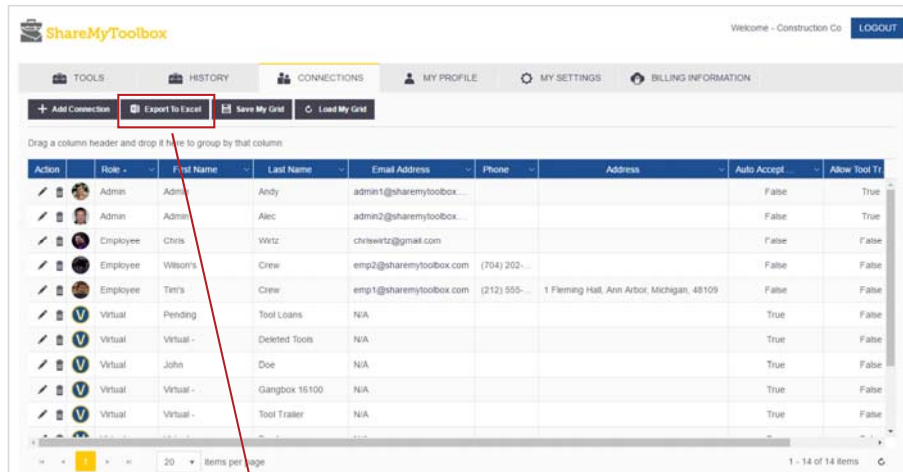 ShareMyToolbox
Welcome - Construction Co LOGOUT
TOOLS HISTORY CONNECTIONS MY PROFILE MY SETTINGS BILLING INFORMATION
+ Add Connection Export To Excel Save My Grid Load My Grid
Drag a column header and drop it here to group by that column
Action Role First Name Last Name Email Address Phone Address Auto Accept... Allow Tool Tr
Admin Admin Andy admin1@sharemytoolbox.... False True
Admin Admin Alec admin2@sharemytoolbox.... False True
Employee Chris Wirtz chriswirtz@gmail.com False False
Employee Wilson's Crew emp2@sharemytoolbox.com (704) 202-... False False
Employee Tim's Crew emp1@sharemytoolbox.com (212) 555-... 1 Fleming Hall, Ann Arbor, Michigan, 48109 False False
V Virtual Pending Tool Loans N/A True False
V Virtual Virtual - Deleted Tools N/A True False
V Virtual John Doe N/A True False
V Virtual Virtual - Gangbox 16100 N/A True False
V Virtual Virtual - Tool Trailer N/A True False
1 20 items per page 1 - 14 of 14 items